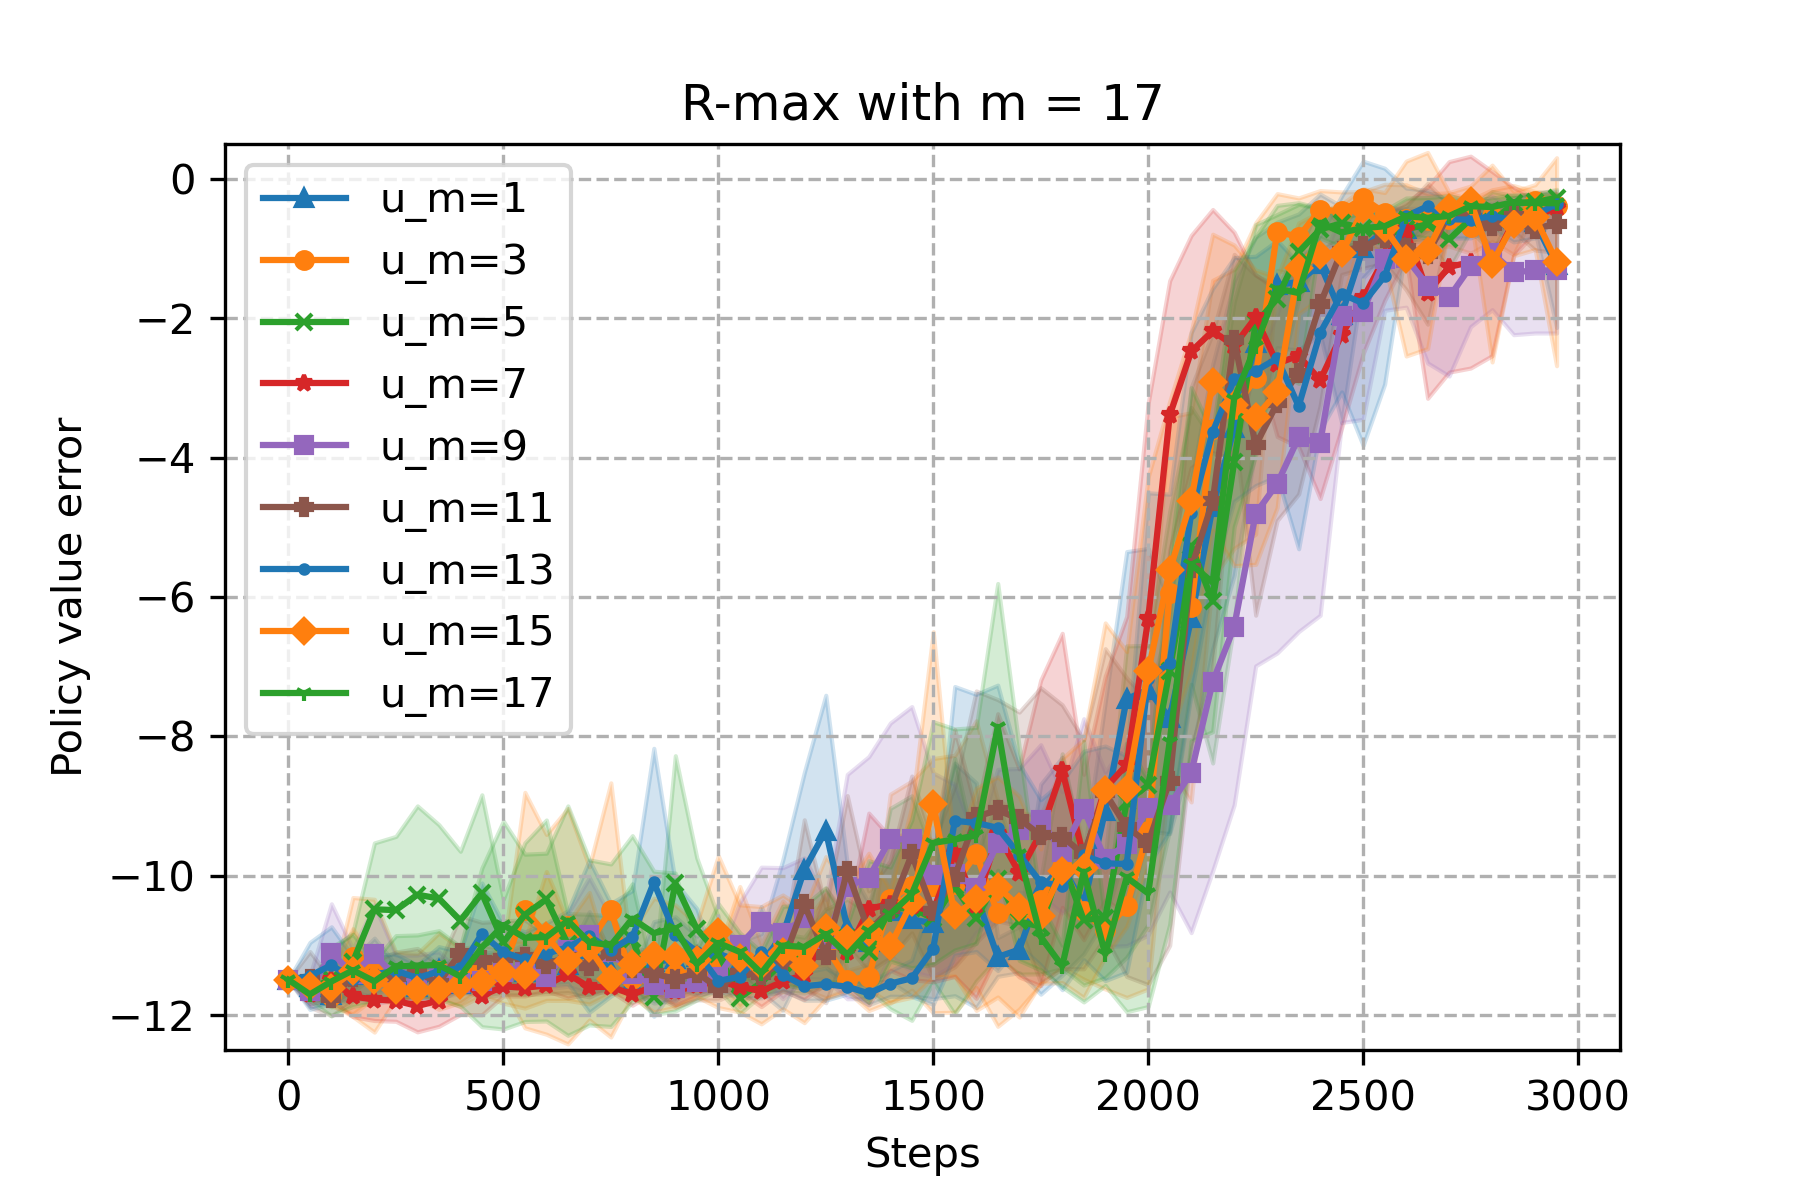 R-max with m = 17
Policy value error
0
−2
−4
−6
−8
−10
−12
u_m=1
u_m=3
u_m=5
u_m=7
u_m=9
u_m=11
u_m=13
u_m=15
u_m=17
0 500 1000 1500 2000 2500 3000
Steps